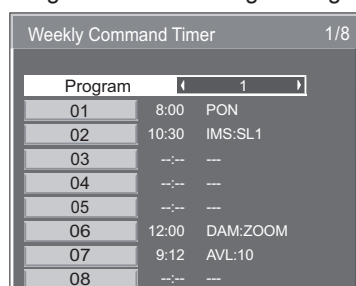 Weekly Command Timer 1/8
Program 1
01 8:00 PON
02 10:30 IMS:SL1
03 --:-- ---
04 --:-- ---
05 --:-- ---
06 12:00 DAM:ZOOM
07 9:12 AVL:10
08 --:-- ---